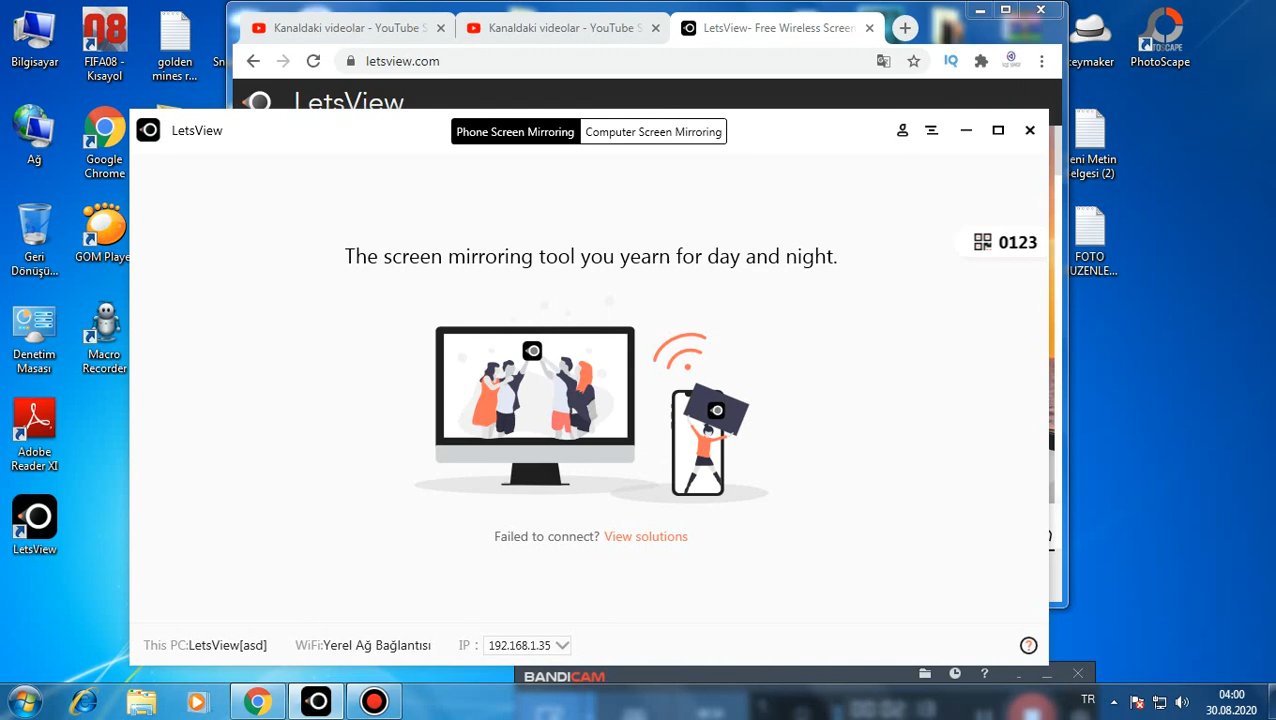 Bilgisayar
FIFA08 -
Kısayol
golden
mines r...
Kanaldaki videolar - YouTube S
Kanaldaki videolar - YouTube S
LetsView- Free Wireless Screen
letsview.com
IQ
LetsView
eymaker
PhotoScape
LetsView
Phone Screen Mirroring
Computer Screen Mirroring
Ağ
Google
Chrome
eni Metin
elgesi (2)
0123
The screen mirroring tool you yearn for day and night.
Geri
Dönüşü...
GOM Playe
FOTO
UZENLE...
Denetim
Masası
Macro
Recorder
Adobe
Reader XI
LetsView
Failed to connect? View solutions
This PC:LetsView[asd] WiFi:Yerel Ağ Bağlantısı IP : 192.168.1.35
BANDICAM
TR
04:00
30.08.2020